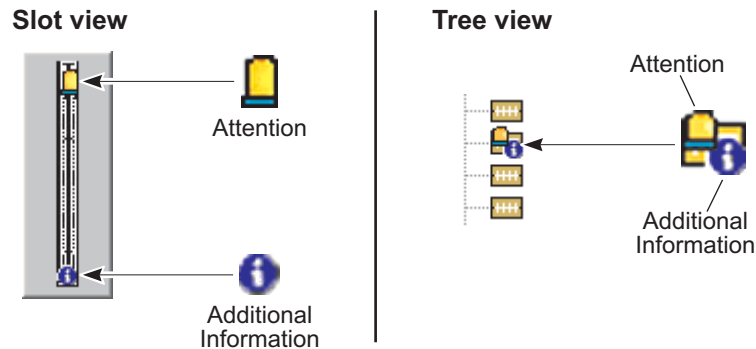 Slot view
Attention
Additional
Information
Tree view
Attention
Additional
Information